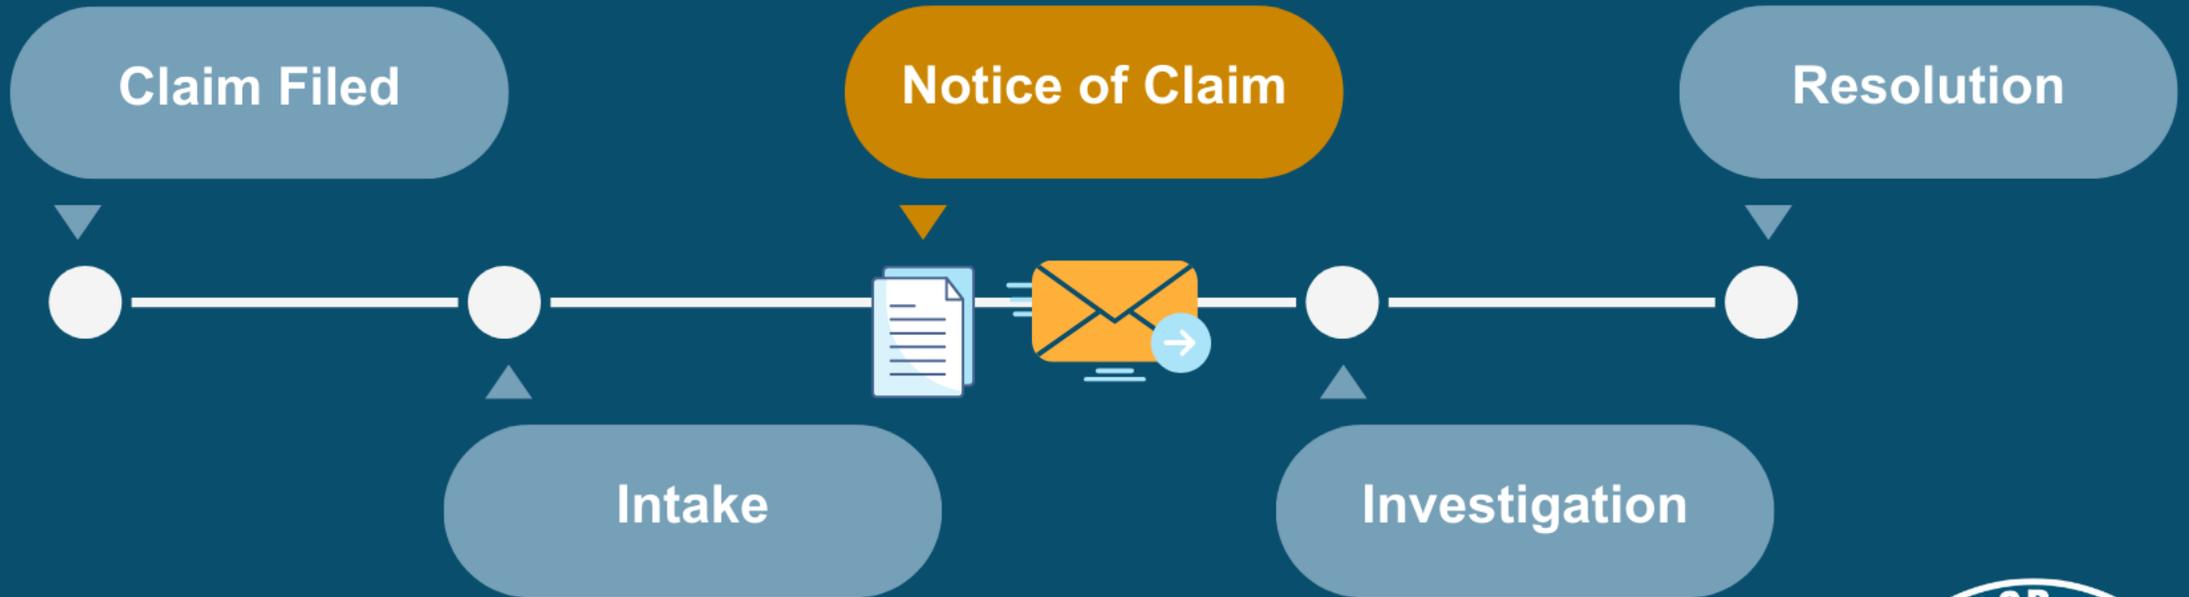 Claim Filed
Notice of Claim
Resolution
Intake
Investigation